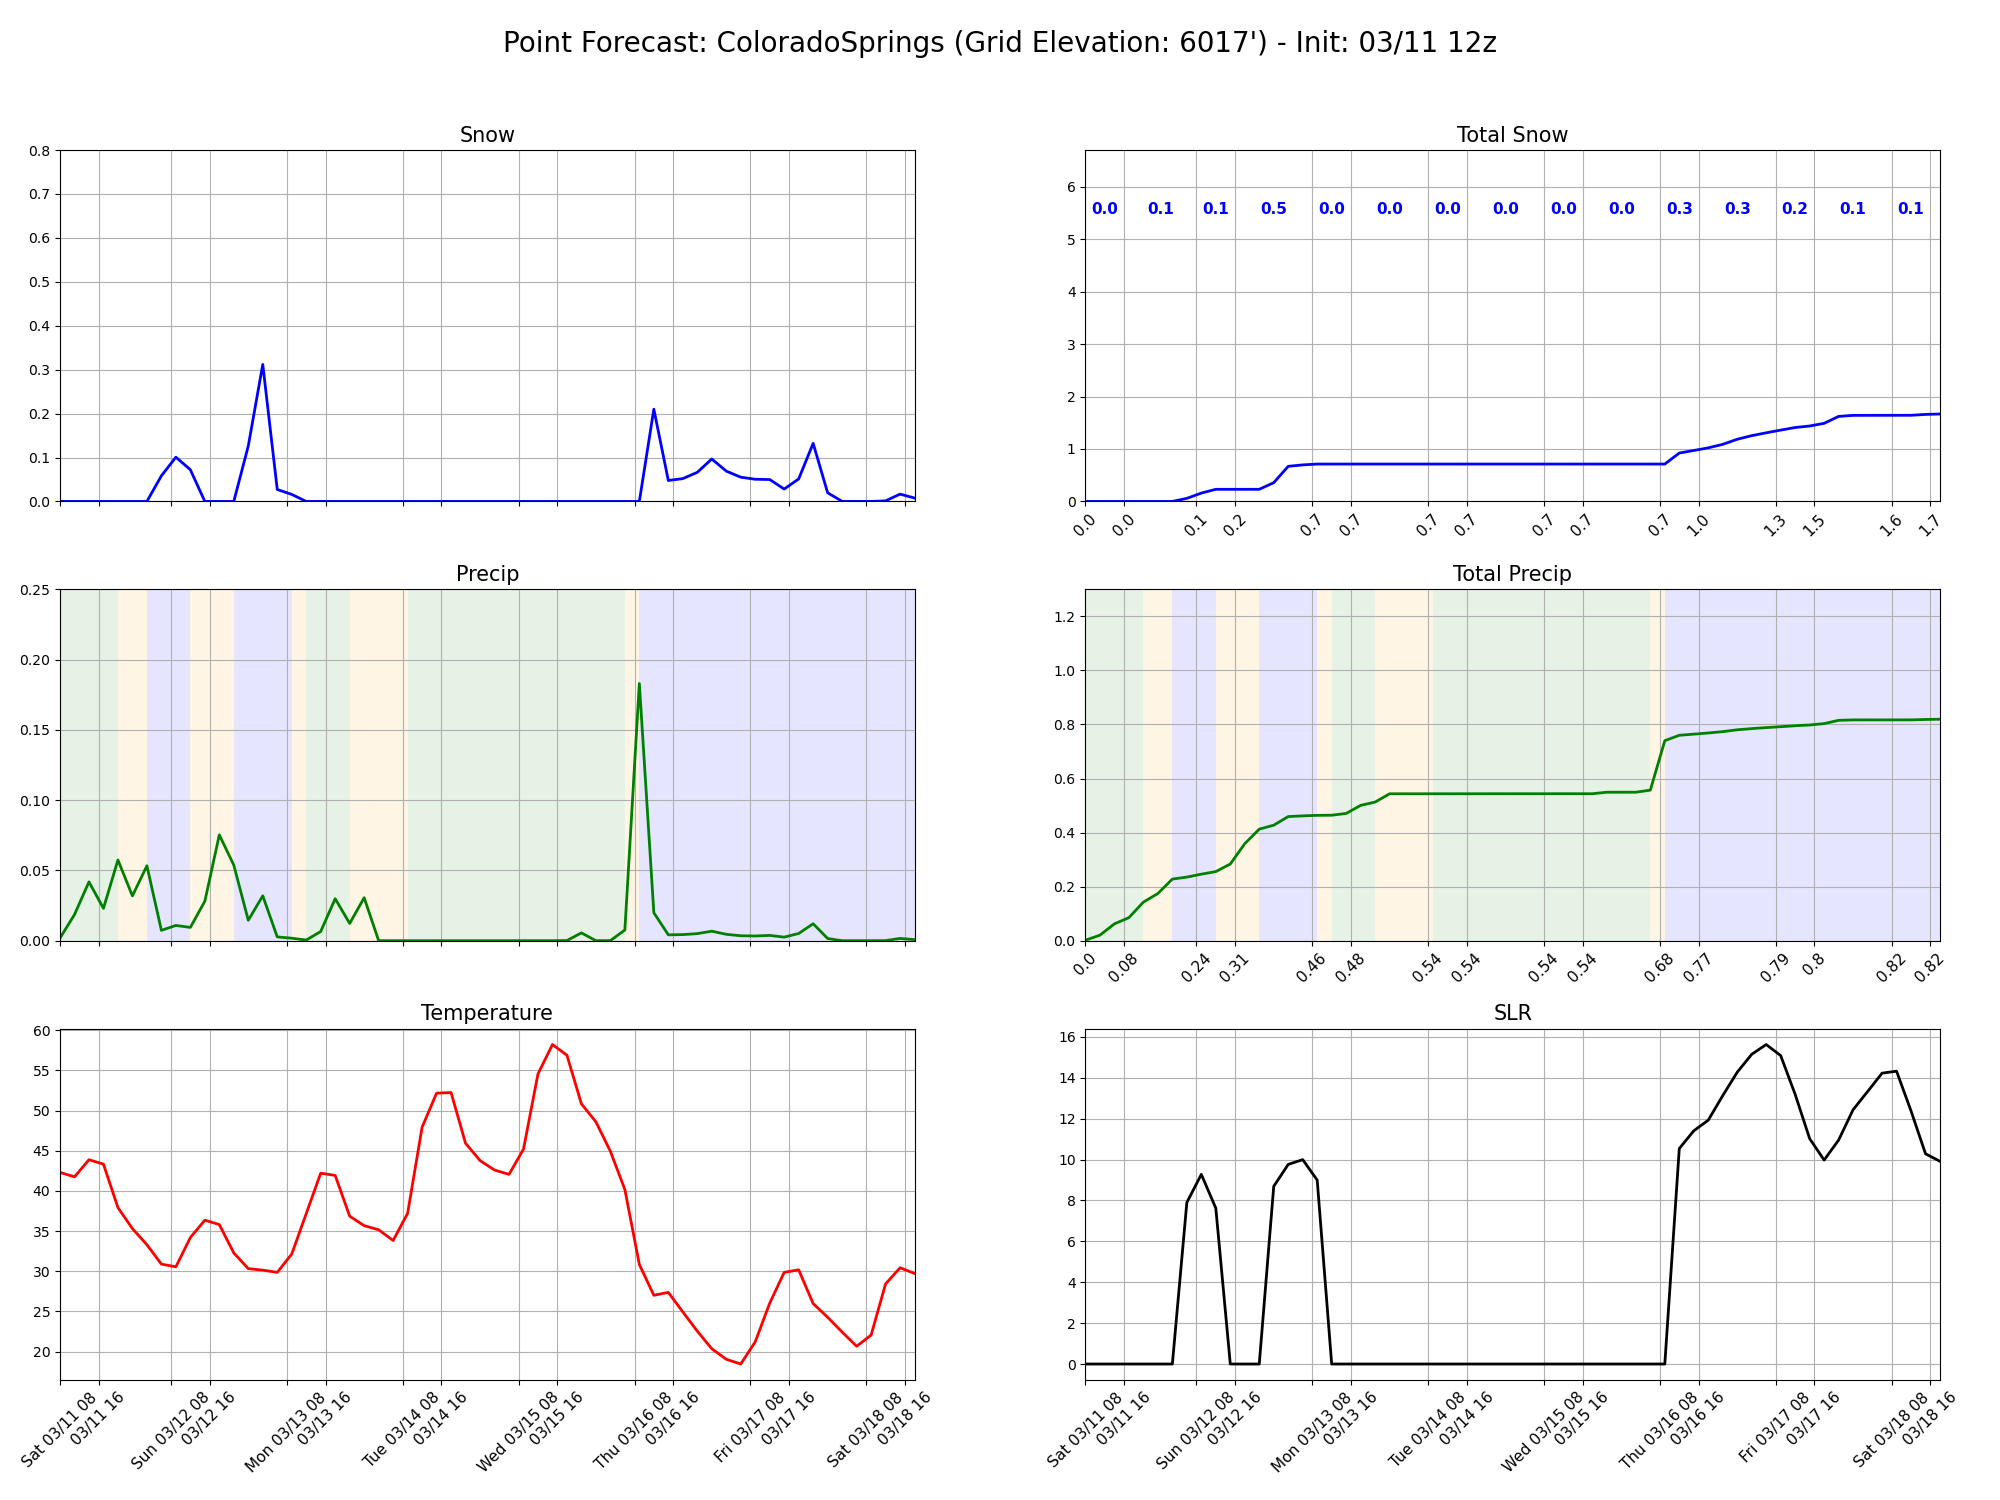 Point Forecast: ColoradoSprings (Grid Elevation: 6017') - Init: 03/11 12z
Snow
0.8
0.7
0.6
0.5
0.4
0.3
0.2
0.1
0.0
Total Snow
6
5
4
3
2
1
0
0.0 0.1 0.1 0.5 0.0 0.0 0.0 0.0 0.0 0.0 0.3 0.3 0.2 0.1 0.1
0.0 0.0 0.1 0.2 0.7 0.7 0.7 0.7 0.7 0.7 0.7 1.0 1.3 1.5 1.6 1.7
Precip
0.25
0.20
0.15
0.10
0.05
0.00
Total Precip
1.2
1.0
0.8
0.6
0.4
0.2
0.0
0.0 0.08 0.24 0.31 0.46 0.48 0.54 0.54 0.54 0.54 0.68 0.77 0.79 0.8 0.82 0.82
Temperature
60
55
50
45
40
35
30
25
20
Sat 03/11 08
03/11 16
Sun 03/12 08
03/12 16
Mon 03/13 08
03/13 16
Tue 03/14 08
03/14 16
Wed 03/15 08
03/15 16
Thu 03/16 08
03/16 16
Fri 03/17 08
03/17 16
Sat 03/18 08
03/18 16
SLR
16
14
12
10
8
6
4
2
0
Sat 03/11 08
03/11 16
Sun 03/12 08
03/12 16
Mon 03/13 08
03/13 16
Tue 03/14 08
03/14 16
Wed 03/15 08
03/15 16
Thu 03/16 08
03/16 16
Fri 03/17 08
03/17 16
Sat 03/18 08
03/18 16